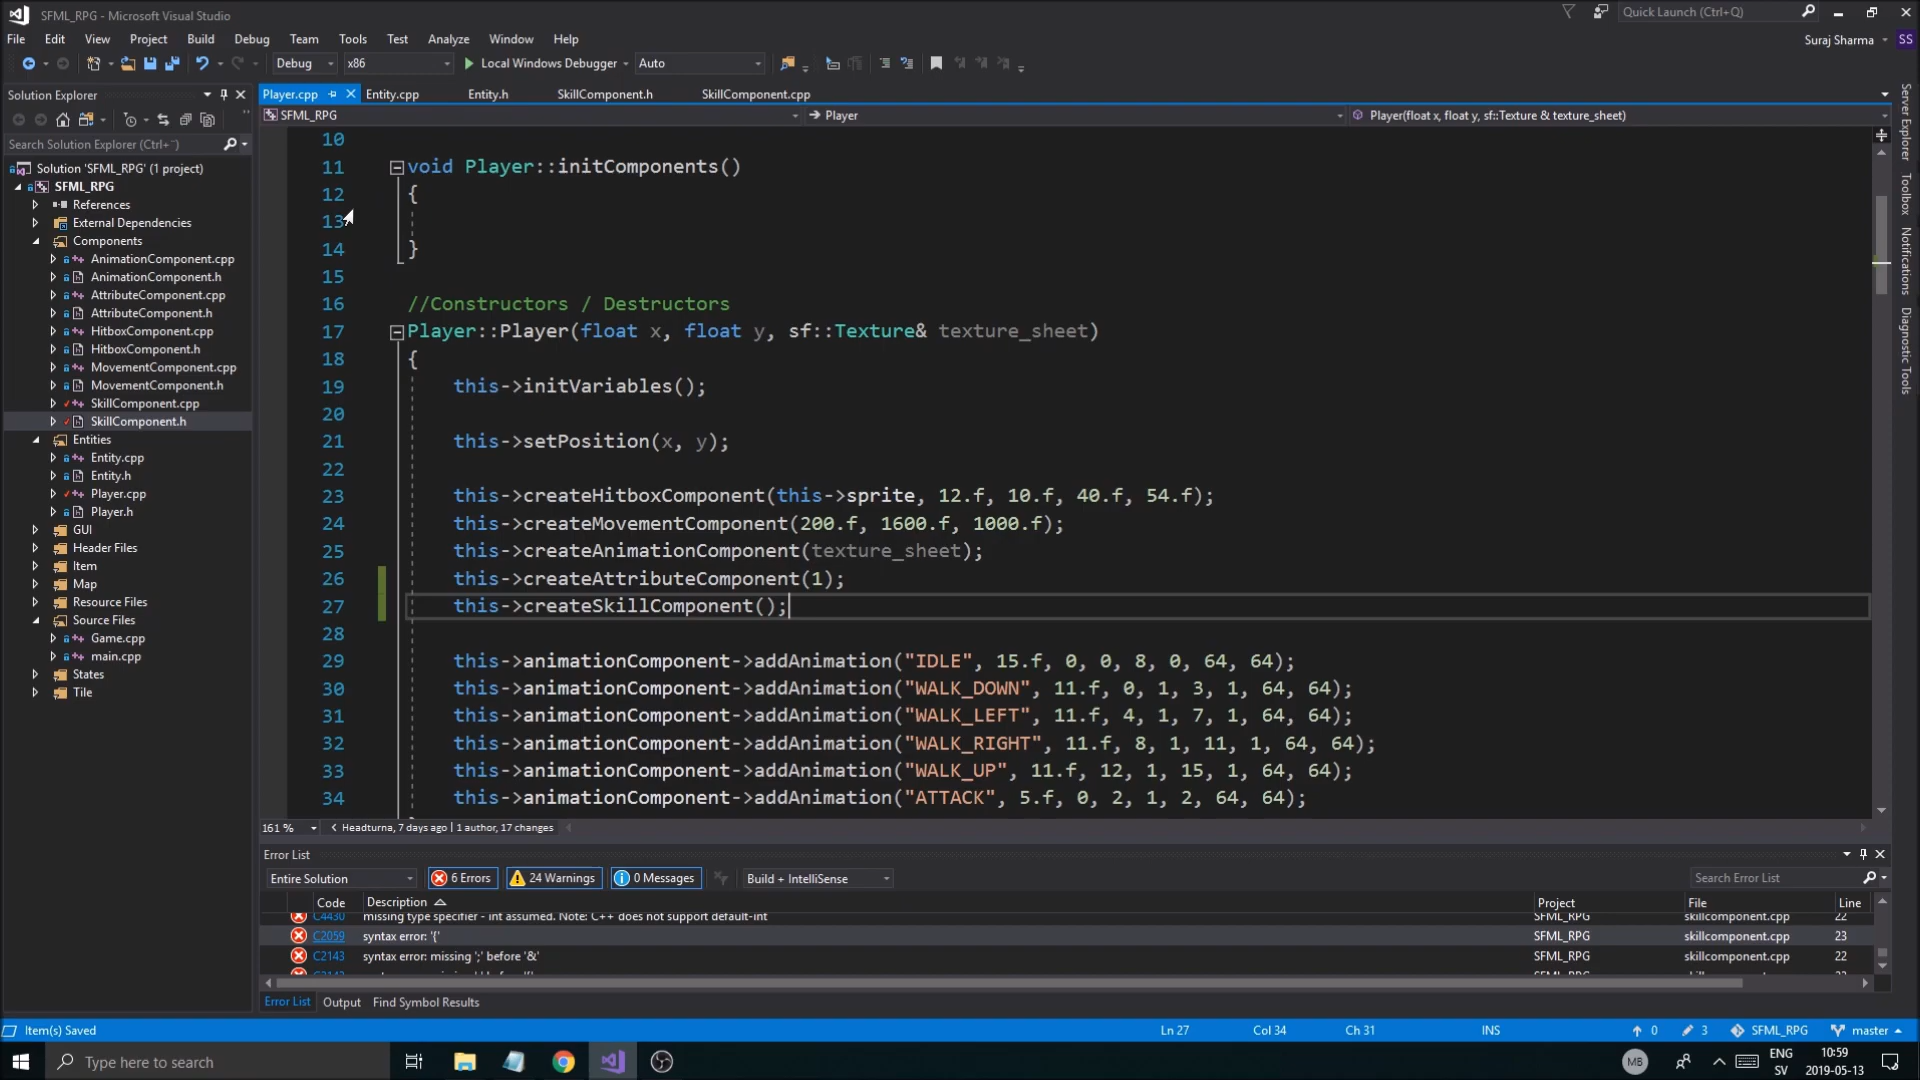 SFML_RPG - Microsoft Visual Studio
Quick Launch (Ctrl+Q)
File Edit View Project Build Debug Team Tools Test Analyze Window Help
Suraj Sharma SS
Debug x86 Local Windows Debugger Auto
Solution Explorer
Player.cpp Entity.cpp Entity.h SkillComponent.h SkillComponent.cpp
SFML_RPG Player Player(float x, float y, sf::Texture & texture_sheet)
Search Solution Explorer (Ctrl+¨)
Solution 'SFML_RPG' (1 project)
SFML_RPG
References
External Dependencies
Components
AnimationComponent.cpp
AnimationComponent.h
AttributeComponent.cpp
AttributeComponent.h
HitboxComponent.cpp
HitboxComponent.h
MovementComponent.cpp
MovementComponent.h
SkillComponent.cpp
SkillComponent.h
Entities
Entity.cpp
Entity.h
Player.cpp
Player.h
GUI
Header Files
Item
Map
Resource Files
Source Files
Game.cpp
main.cpp
States
Tile
10
11 void Player::initComponents()
12 {
13
14 }
15
16 //Constructors / Destructors
17 Player::Player(float x, float y, sf::Texture& texture_sheet)
18 {
19 this->initVariables();
20
21 this->setPosition(x, y);
22
23 this->createHitboxComponent(this->sprite, 12.f, 10.f, 40.f, 54.f);
24 this->createMovementComponent(200.f, 1600.f, 1000.f);
25 this->createAnimationComponent(texture_sheet);
26 this->createAttributeComponent(1);
27 this->createSkillComponent();
28
29 this->animationComponent->addAnimation("IDLE", 15.f, 0, 0, 8, 0, 64, 64);
30 this->animationComponent->addAnimation("WALK_DOWN", 11.f, 0, 1, 3, 1, 64, 64);
31 this->animationComponent->addAnimation("WALK_LEFT", 11.f, 4, 1, 7, 1, 64, 64);
32 this->animationComponent->addAnimation("WALK_RIGHT", 11.f, 8, 1, 11, 1, 64, 64);
33 this->animationComponent->addAnimation("WALK_UP", 11.f, 12, 1, 15, 1, 64, 64);
34 this->animationComponent->addAnimation("ATTACK", 5.f, 0, 2, 1, 2, 64, 64);
Server Explorer
Toolbox
Notifications
Diagnostic Tools
161 % Headturna, 7 days ago | 1 author, 17 changes
Error List
Entire Solution 6 Errors 24 Warnings 0 Messages Build + IntelliSense Search Error List
Code Description Project File Line
C4430 missing type specifier - int assumed. Note: C++ does not support default-int SFML_RPG skillcomponent.cpp 22
C2059 syntax error: '{' SFML_RPG skillcomponent.cpp 23
C2143 syntax error: missing ';' before '&' SFML_RPG skillcomponent.cpp 22
Error List Output Find Symbol Results
Item(s) Saved Ln 27 Col 34 Ch 31 INS 0 3 SFML_RPG master
Type here to search MB ENG SV 10:59 2019-05-13